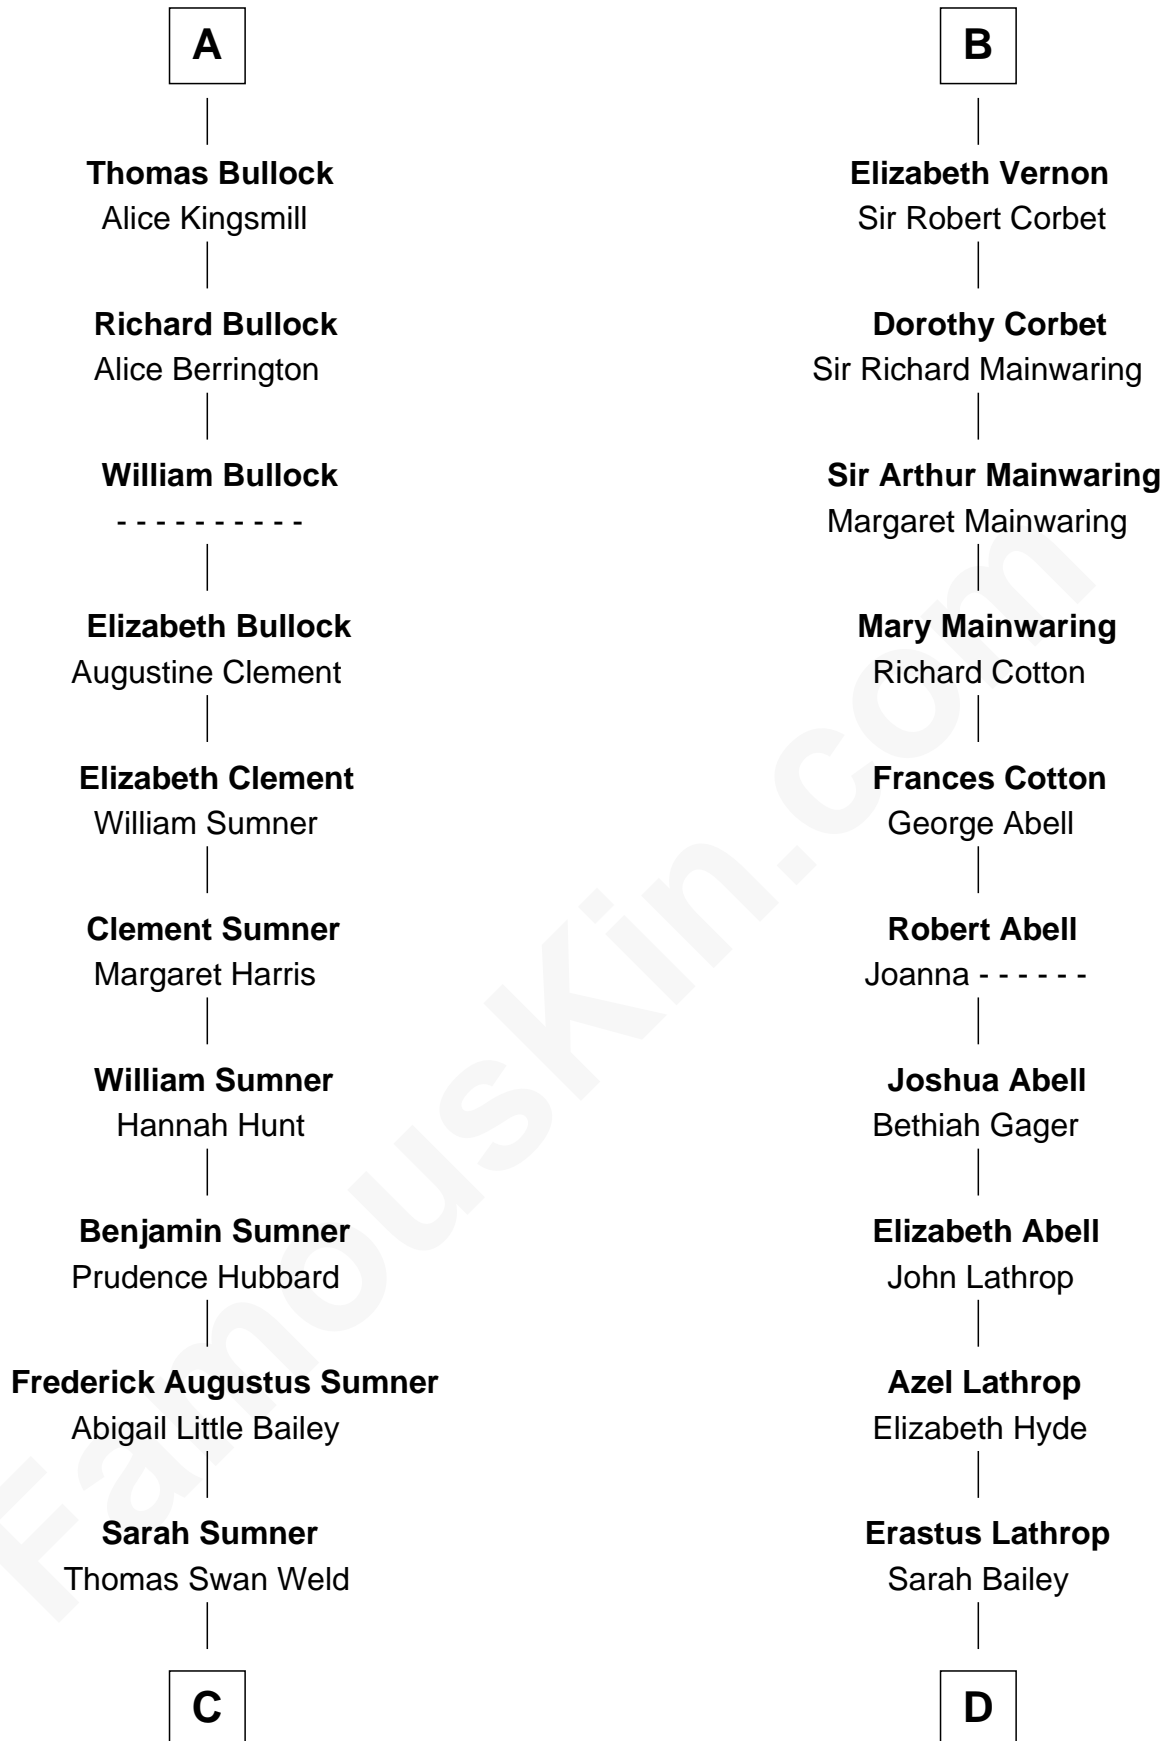 A
Thomas Bullock
Alice Kingsmill
Richard Bullock
Alice Berrington
William Bullock
- - - - - - - - - -
Elizabeth Bullock
Augustine Clement
Elizabeth Clement
William Sumner
Clement Sumner
Margaret Harris
William Sumner
Hannah Hunt
Benjamin Sumner
Prudence Hubbard
Frederick Augustus Sumner
Abigail Little Bailey
Sarah Sumner
Thomas Swan Weld
C
B
Elizabeth Vernon
Sir Robert Corbet
Dorothy Corbet
Sir Richard Mainwaring
Sir Arthur Mainwaring
Margaret Mainwaring
Mary Mainwaring
Richard Cotton
Frances Cotton
George Abell
Robert Abell
Joanna - - - - - -
Joshua Abell
Bethiah Gager
Elizabeth Abell
John Lathrop
Azel Lathrop
Elizabeth Hyde
Erastus Lathrop
Sarah Bailey
D
FamousKin.com